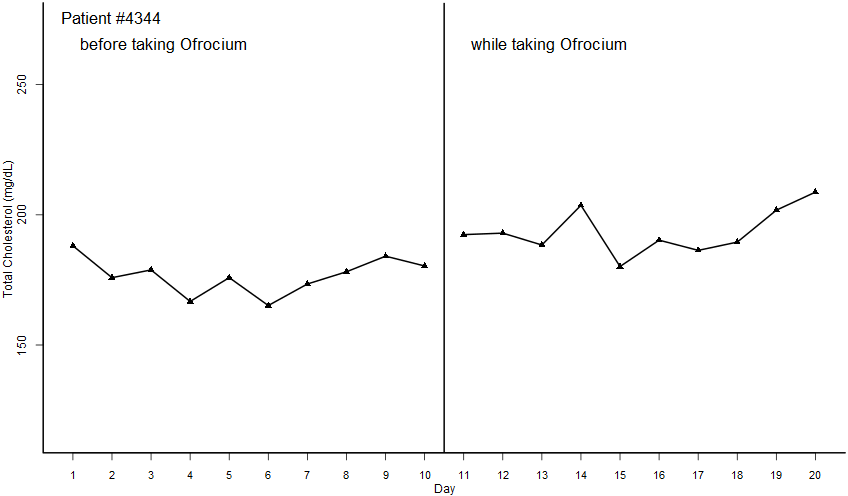 Patient #4344
before taking Ofrocium
while taking Ofrocium
Total Cholesterol (mg/dL)
250
200
150
1 2 3 4 5 6 7 8 9 10 11 12 13 14 15 16 17 18 19 20
Day